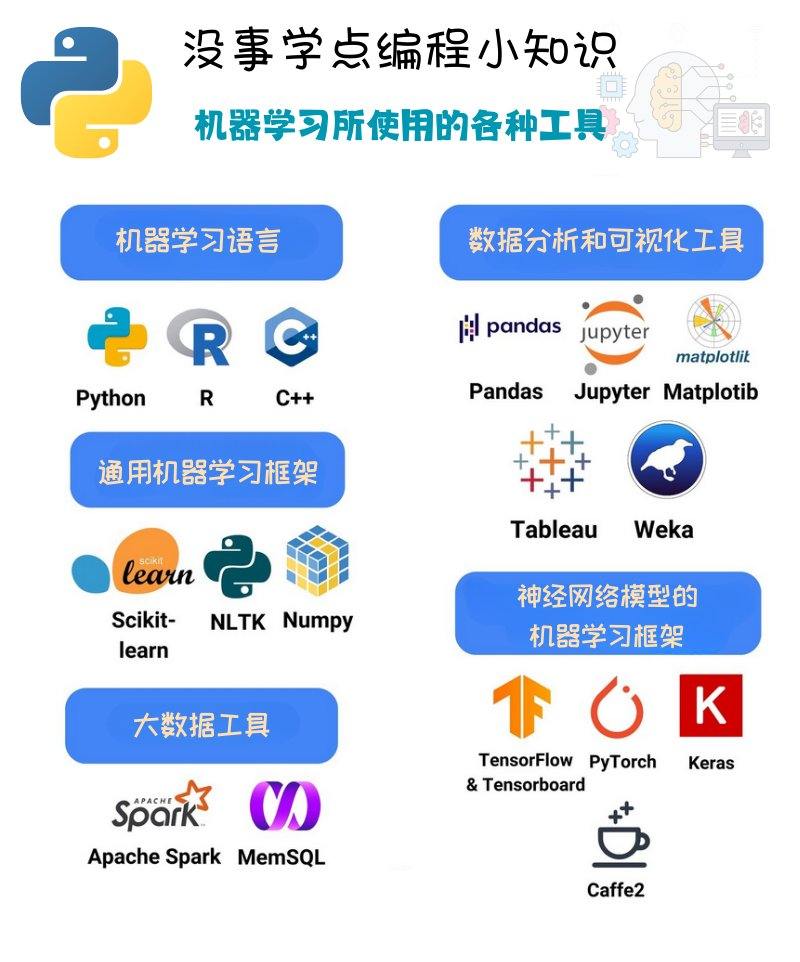 没事学点编程小知识
机器学习所使用的各种工具
机器学习语言
Python
R
C++
通用机器学习框架
scikit
learn
Scikit-
learn
NLTK
Numpy
大数据工具
APACHE
Spark
Apache Spark
MemSQL
数据分析和可视化工具
pandas
jupyter
matplotlib
Pandas
Jupyter
Matplotib
Tableau
Weka
神经网络模型的
机器学习框架
TensorFlow
& Tensorboard
PyTorch
K
Keras
Caffe2